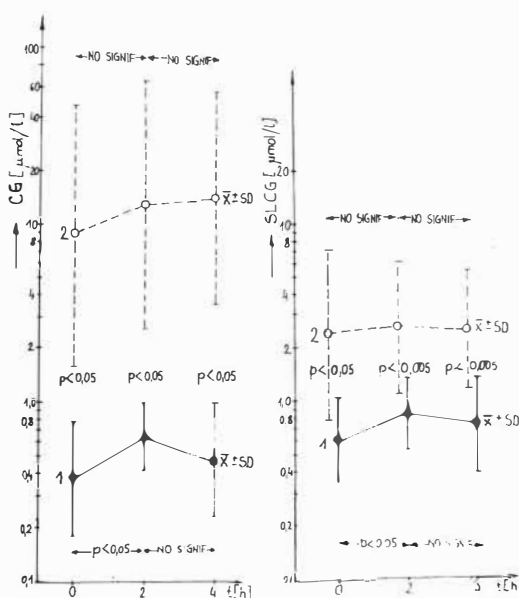 100
60
40
20
10
8
4
2
1,0
0,8
0,4
0,2
0,1
CG [μmol/l]
NO SIGNIF
NO SIGNIF
2
x̄ ± SD
p<0,05
p<0,05
p<0,05
1
x̄ ± SD
p<0,05
NO SIGNIF
0
2
4
t[h]
20
10
8
4
2
1.0
0,8
0,4
0,2
0,1
SLCG [μmol/l]
NO SIGNIF
NO SIGNIF
2
x̄ ± SD
p<0,05
p<0,005
p<0,005
1
x̄ ± SD
NO SIGNIF
0
2
t[h